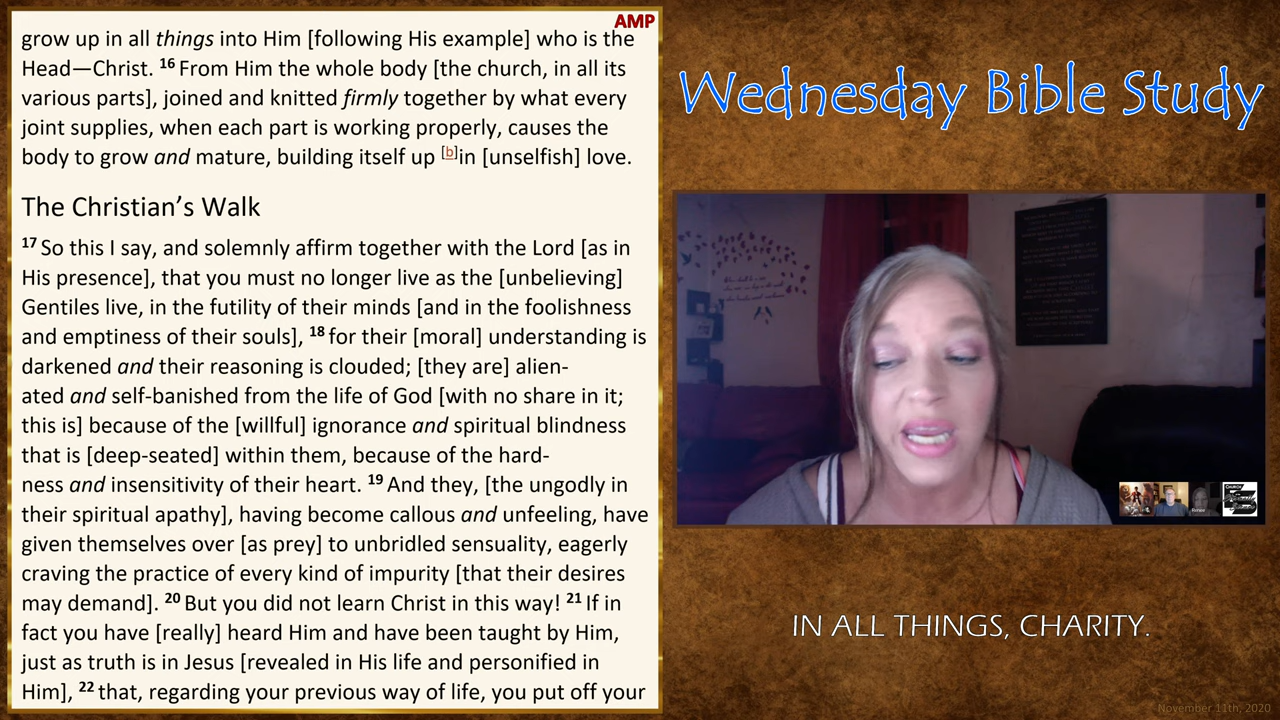 AMP
grow up in all things into Him [following His example] who is the
Head—Christ. 16 From Him the whole body [the church, in all its
various parts], joined and knitted firmly together by what every
joint supplies, when each part is working properly, causes the
body to grow and mature, building itself up [b]in [unselfish] love.
The Christian’s Walk
17 So this I say, and solemnly affirm together with the Lord [as in
His presence], that you must no longer live as the [unbelieving]
Gentiles live, in the futility of their minds [and in the foolishness
and emptiness of their souls], 18 for their [moral] understanding is
darkened and their reasoning is clouded; [they are] alien-
ated and self-banished from the life of God [with no share in it;
this is] because of the [willful] ignorance and spiritual blindness
that is [deep-seated] within them, because of the hard-
ness and insensitivity of their heart. 19 And they, [the ungodly in
their spiritual apathy], having become callous and unfeeling, have
given themselves over [as prey] to unbridled sensuality, eagerly
craving the practice of every kind of impurity [that their desires
may demand]. 20 But you did not learn Christ in this way! 21 If in
fact you have [really] heard Him and have been taught by Him,
just as truth is in Jesus [revealed in His life and personified in
Him], 22 that, regarding your previous way of life, you put off your
Wednesday Bible Study
Renee
CHURCH
IN ALL THINGS, CHARITY.
November 11th, 2020